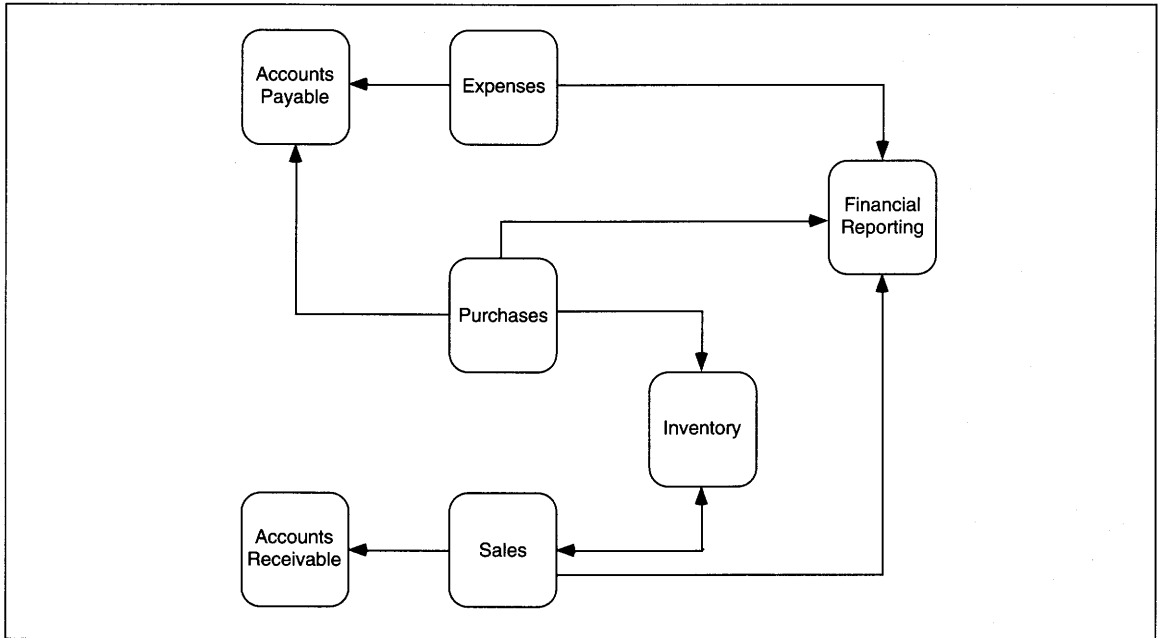 Accounts
Payable
Expenses
Financial
Reporting
Purchases
Inventory
Accounts
Receivable
Sales